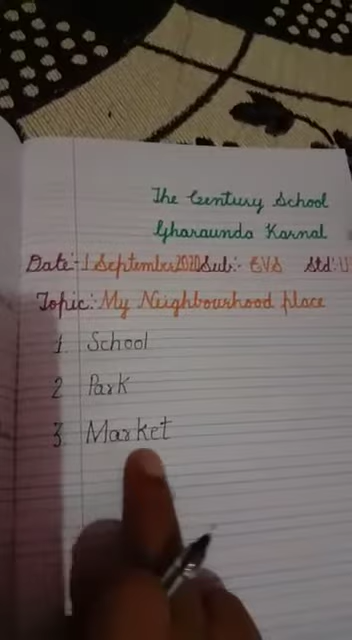 The Century School
Gharaunda Karnal
Date:- 1 September 2020 Sub:- EVS Std: U
Topic:- My Neighbourhood place
1. School
2. Park
3. Market